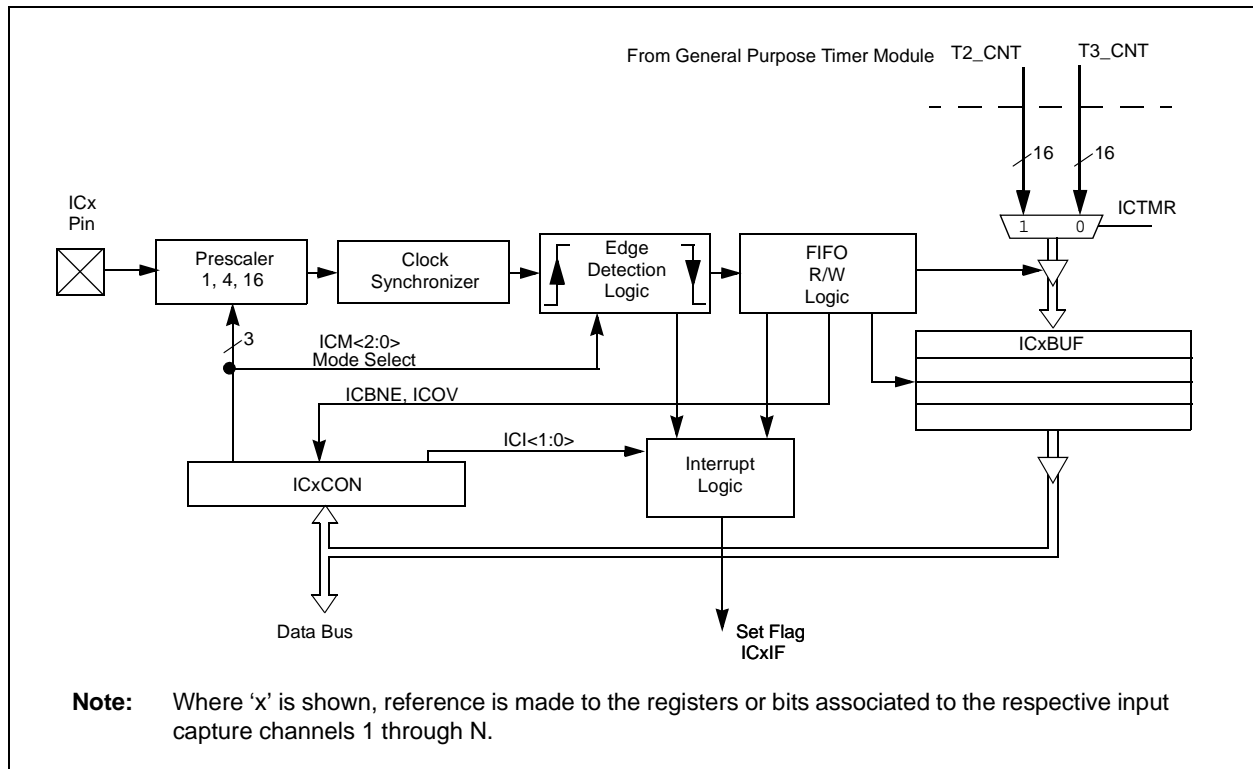 From General Purpose Timer Module
T2_CNT
T3_CNT
16
16
ICx
Pin
ICTMR
1
0
Prescaler
1, 4, 16
Clock
Synchronizer
Edge
Detection
Logic
FIFO
R/W
Logic
3
ICM<2:0>
Mode Select
ICxBUF
ICBNE, ICOV
ICI<1:0>
ICxCON
Interrupt
Logic
Data Bus
Set Flag
ICxIF
Note: Where ‘x’ is shown, reference is made to the registers or bits associated to the respective input
capture channels 1 through N.